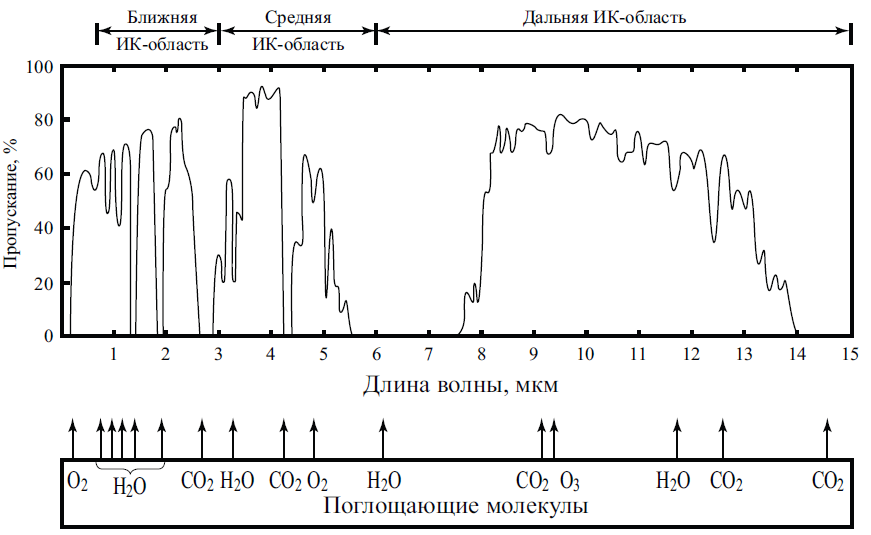 Ближняя Средняя Дальняя ИК-область
ИК-область ИК-область
100
80
60
40
20
0
Пропускание, %
1 2 3 4 5 6 7 8 9 10 11 12 13 14 15
Длина волны, мкм
O2 H2O CO2 H2O CO2 O2 H2O CO2 O3 H2O CO2 CO2
Поглощающие молекулы